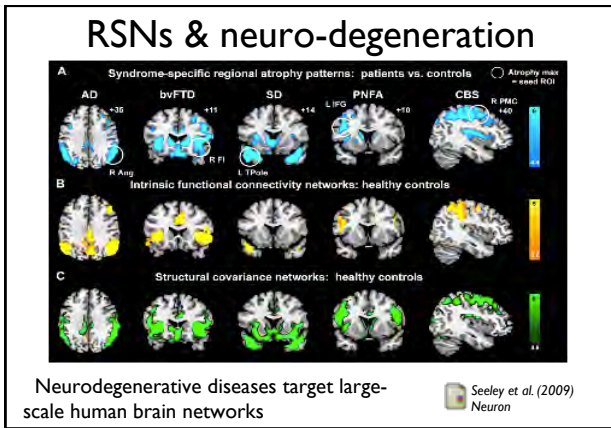 RSNs & neuro-degeneration
A Syndrome-specific regional atrophy patterns: patients vs. controls
Atrophy max
= seed ROI
AD bvFTD SD PNFA CBS
+35 +11 +14 L IFG +10 R PMC
+40
R Ang R FI L TPole
B Intrinsic functional connectivity networks: healthy controls
C Structural covariance networks: healthy controls
Neurodegenerative diseases target large-
scale human brain networks
Seeley et al. (2009)
Neuron